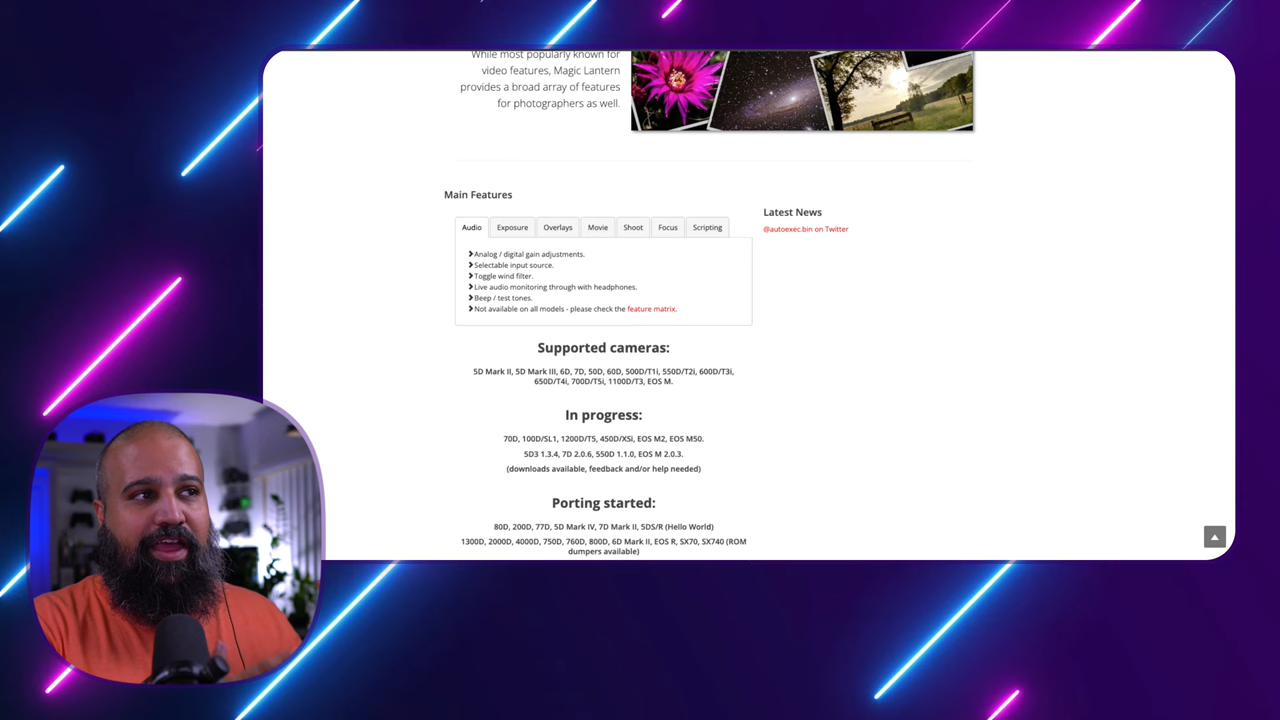 While most popularly known for
video features, Magic Lantern
provides a broad array of features
for photographers as well.
Main Features
Audio Exposure Overlays Movie Shoot Focus Scripting
Analog / digital gain adjustments.
Selectable input source.
Toggle wind filter.
Live audio monitoring through with headphones.
Beep / test tones.
Not available on all models - please check the feature matrix.
Latest News
@autoexec.bin on Twitter
Supported cameras:
5D Mark II, 5D Mark III, 6D, 7D, 50D, 60D, 500D/T1i, 550D/T2i, 600D/T3i,
650D/T4i, 700D/T5i, 1100D/T3, EOS M.
In progress:
70D, 100D/SL1, 1200D/T5, 450D/XSi, EOS M2, EOS M50.
5D3 1.3.4, 7D 2.0.6, 550D 1.1.0, EOS M 2.0.3.
(downloads available, feedback and/or help needed)
Porting started:
80D, 200D, 77D, 5D Mark IV, 7D Mark II, 5DS/R (Hello World)
1300D, 2000D, 4000D, 750D, 760D, 800D, 6D Mark II, EOS R, SX70, SX740 (ROM
dumpers available)